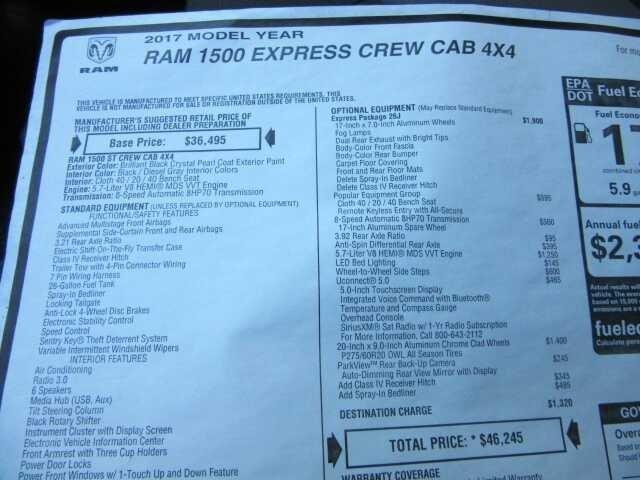 2017 MODEL YEAR
RAM 1500 EXPRESS CREW CAB 4X4
RAM
For
THIS VEHICLE IS MANUFACTURED TO MEET SPECIFIC UNITED STATES REQUIREMENTS. THIS
VEHICLE IS NOT MANUFACTURED FOR SALE OR REGISTRATION OUTSIDE OF THE UNITED STATES.
MANUFACTURER'S SUGGESTED RETAIL PRICE OF
THIS MODEL INCLUDING DEALER PREPARATION
Base Price: $36,495
RAM 1500 ST CREW CAB 4X4
Exterior Color: Brilliant Black Crystal Pearl Coat Exterior Paint
Interior Color: Black / Diesel Gray Interior Colors
Interior: Cloth 40 / 20 / 40 Bench Seat
Engine: 5.7-Liter V8 HEMI® MDS VVT Engine
Transmission: 8-Speed Automatic 8HP70 Transmission
STANDARD EQUIPMENT (UNLESS REPLACED BY OPTIONAL EQUIPMENT)
FUNCTIONAL/SAFETY FEATURES
Advanced Multistage Front Airbags
Supplemental Side-Curtain Front and Rear Airbags
3.21 Rear Axle Ratio
Electric Shift-On-The-Fly Transfer Case
Class IV Receiver Hitch
Trailer Tow with 4-Pin Connector Wiring
7 Pin Wiring Harness
26-Gallon Fuel Tank
Spray-In Bedliner
Locking Tailgate
Anti-Lock 4-Wheel Disc Brakes
Electronic Stability Control
Speed Control
Sentry Key® Theft Deterrent System
Variable Intermittent Windshield Wipers
INTERIOR FEATURES
Air Conditioning
Radio 3.0
6 Speakers
Media Hub (USB, Aux)
Tilt Steering Column
Black Rotary Shifter
Instrument Cluster with Display Screen
Electronic Vehicle Information Center
Front Armrest with Three Cup Holders
Power Door Locks
Power Front Windows w/ 1-Touch Up and Down Feature
OPTIONAL EQUIPMENT (May Replace Standard Equipment)
Express Package 26J $1,900
17-Inch x 7.0-Inch Aluminum Wheels
Fog Lamps
Dual Rear Exhaust with Bright Tips
Body-Color Front Fascia
Body-Color Rear Bumper
Carpet Floor Covering
Front and Rear Floor Mats
Delete Spray-In Bedliner
Delete Class IV Receiver Hitch
Popular Equipment Group $595
Cloth 40 / 20 / 40 Bench Seat
Remote Keyless Entry with All-Secure
8-Speed Automatic 8HP70 Transmission $560
17-Inch Aluminum Spare Wheel
3.92 Rear Axle Ratio $95
Anti-Spin Differential Rear Axle $395
5.7-Liter V8 HEMI® MDS VVT Engine $1,250
LED Bed Lighting $145
Wheel-to-Wheel Side Steps $600
Uconnect® 5.0 $465
5.0-Inch Touchscreen Display
Integrated Voice Command with Bluetooth®
Temperature and Compass Gauge
Overhead Console
SiriusXM® Sat Radio w/ 1-Yr Radio Subscription
For More Information, Call 800-643-2112
20-Inch x 9.0-Inch Aluminum Chrome Clad Wheels $1,400
P275/60R20 OWL All Season Tires
ParkView™ Rear Back-Up Camera $245
Auto-Dimming Rear View Mirror with Display
Add Class IV Receiver Hitch $345
Add Spray-In Bedliner $495
DESTINATION CHARGE $1,320
TOTAL PRICE: * $46,245
WARRANTY COVERAGE
Limited Warranty
EPA
DOT
Fuel
Fuel
1
combined
5.9
Annual fuel
$2,
Actual results
vehicle. The
based on 15,000
fueled
Calculate
GO
Overa
Based
Should